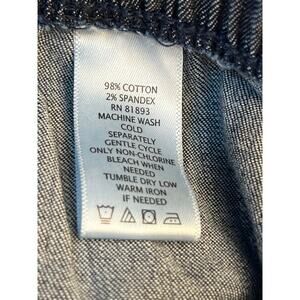 98% COTTON
2% SPANDEX
RN 81893
MACHINE WASH
COLD
SEPARATELY
GENTLE CYCLE
ONLY NON-CHLORINE
BLEACH WHEN
NEEDED
TUMBLE DRY LOW
WARM IRON
IF NEEDED